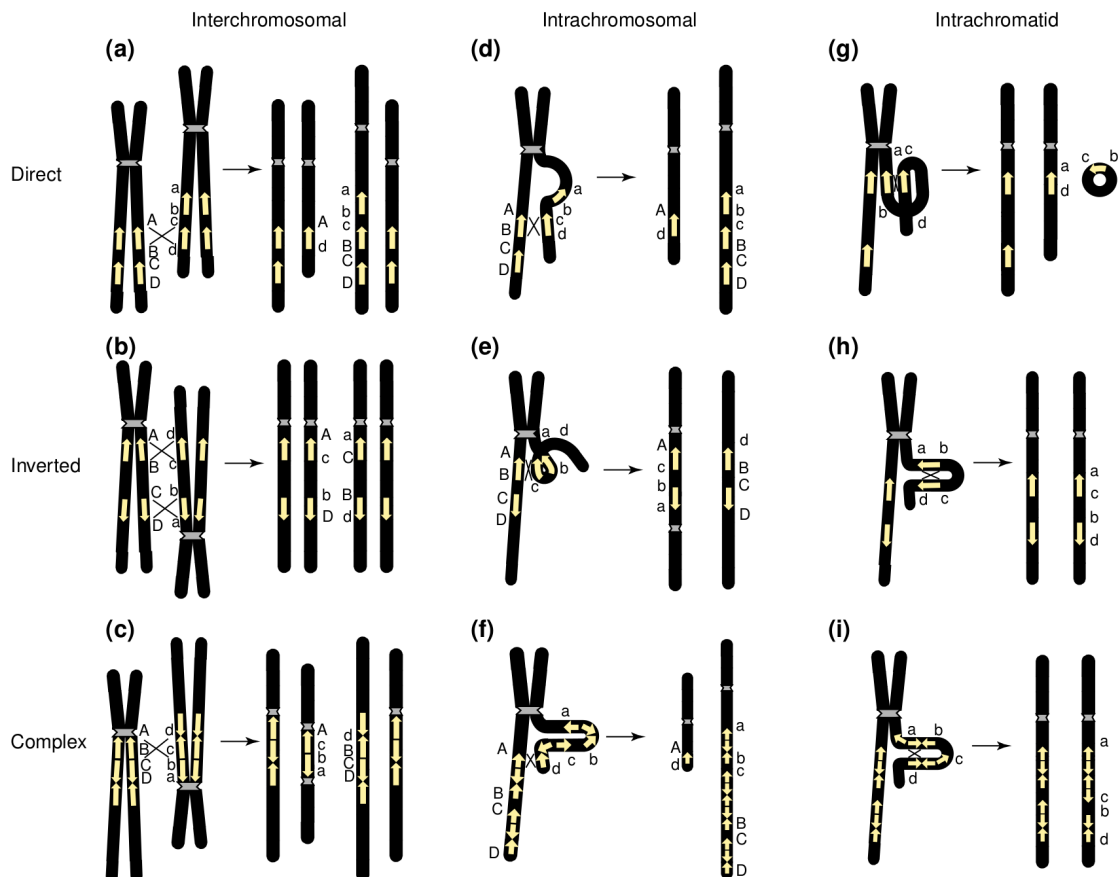 Interchromosomal Intrachromosomal Intrachromatid
(a) (d) (g)
Direct
a
b
A c
B d
C
D
A
d
a
b
c
B
C
D
a
A b
B c
C d
D
A
d
a
b
c
B
C
D
a c
b d
a
d
c b
(b) (e) (h)
Inverted
A d
B c
C b
D a
A
c
b
D
a
C
B
d
a d
A
B b
C c
D
A
c
b
a
d
B
C
D
a b
d c
a
c
b
d
(c) (f) (i)
Complex
A d
B c
C b
D a
A
c
b
a
d
B
C
D
a
A
d c b
B
C
D
A
d
a
b
c
B
C
D
a b
d c
a
c
b
d